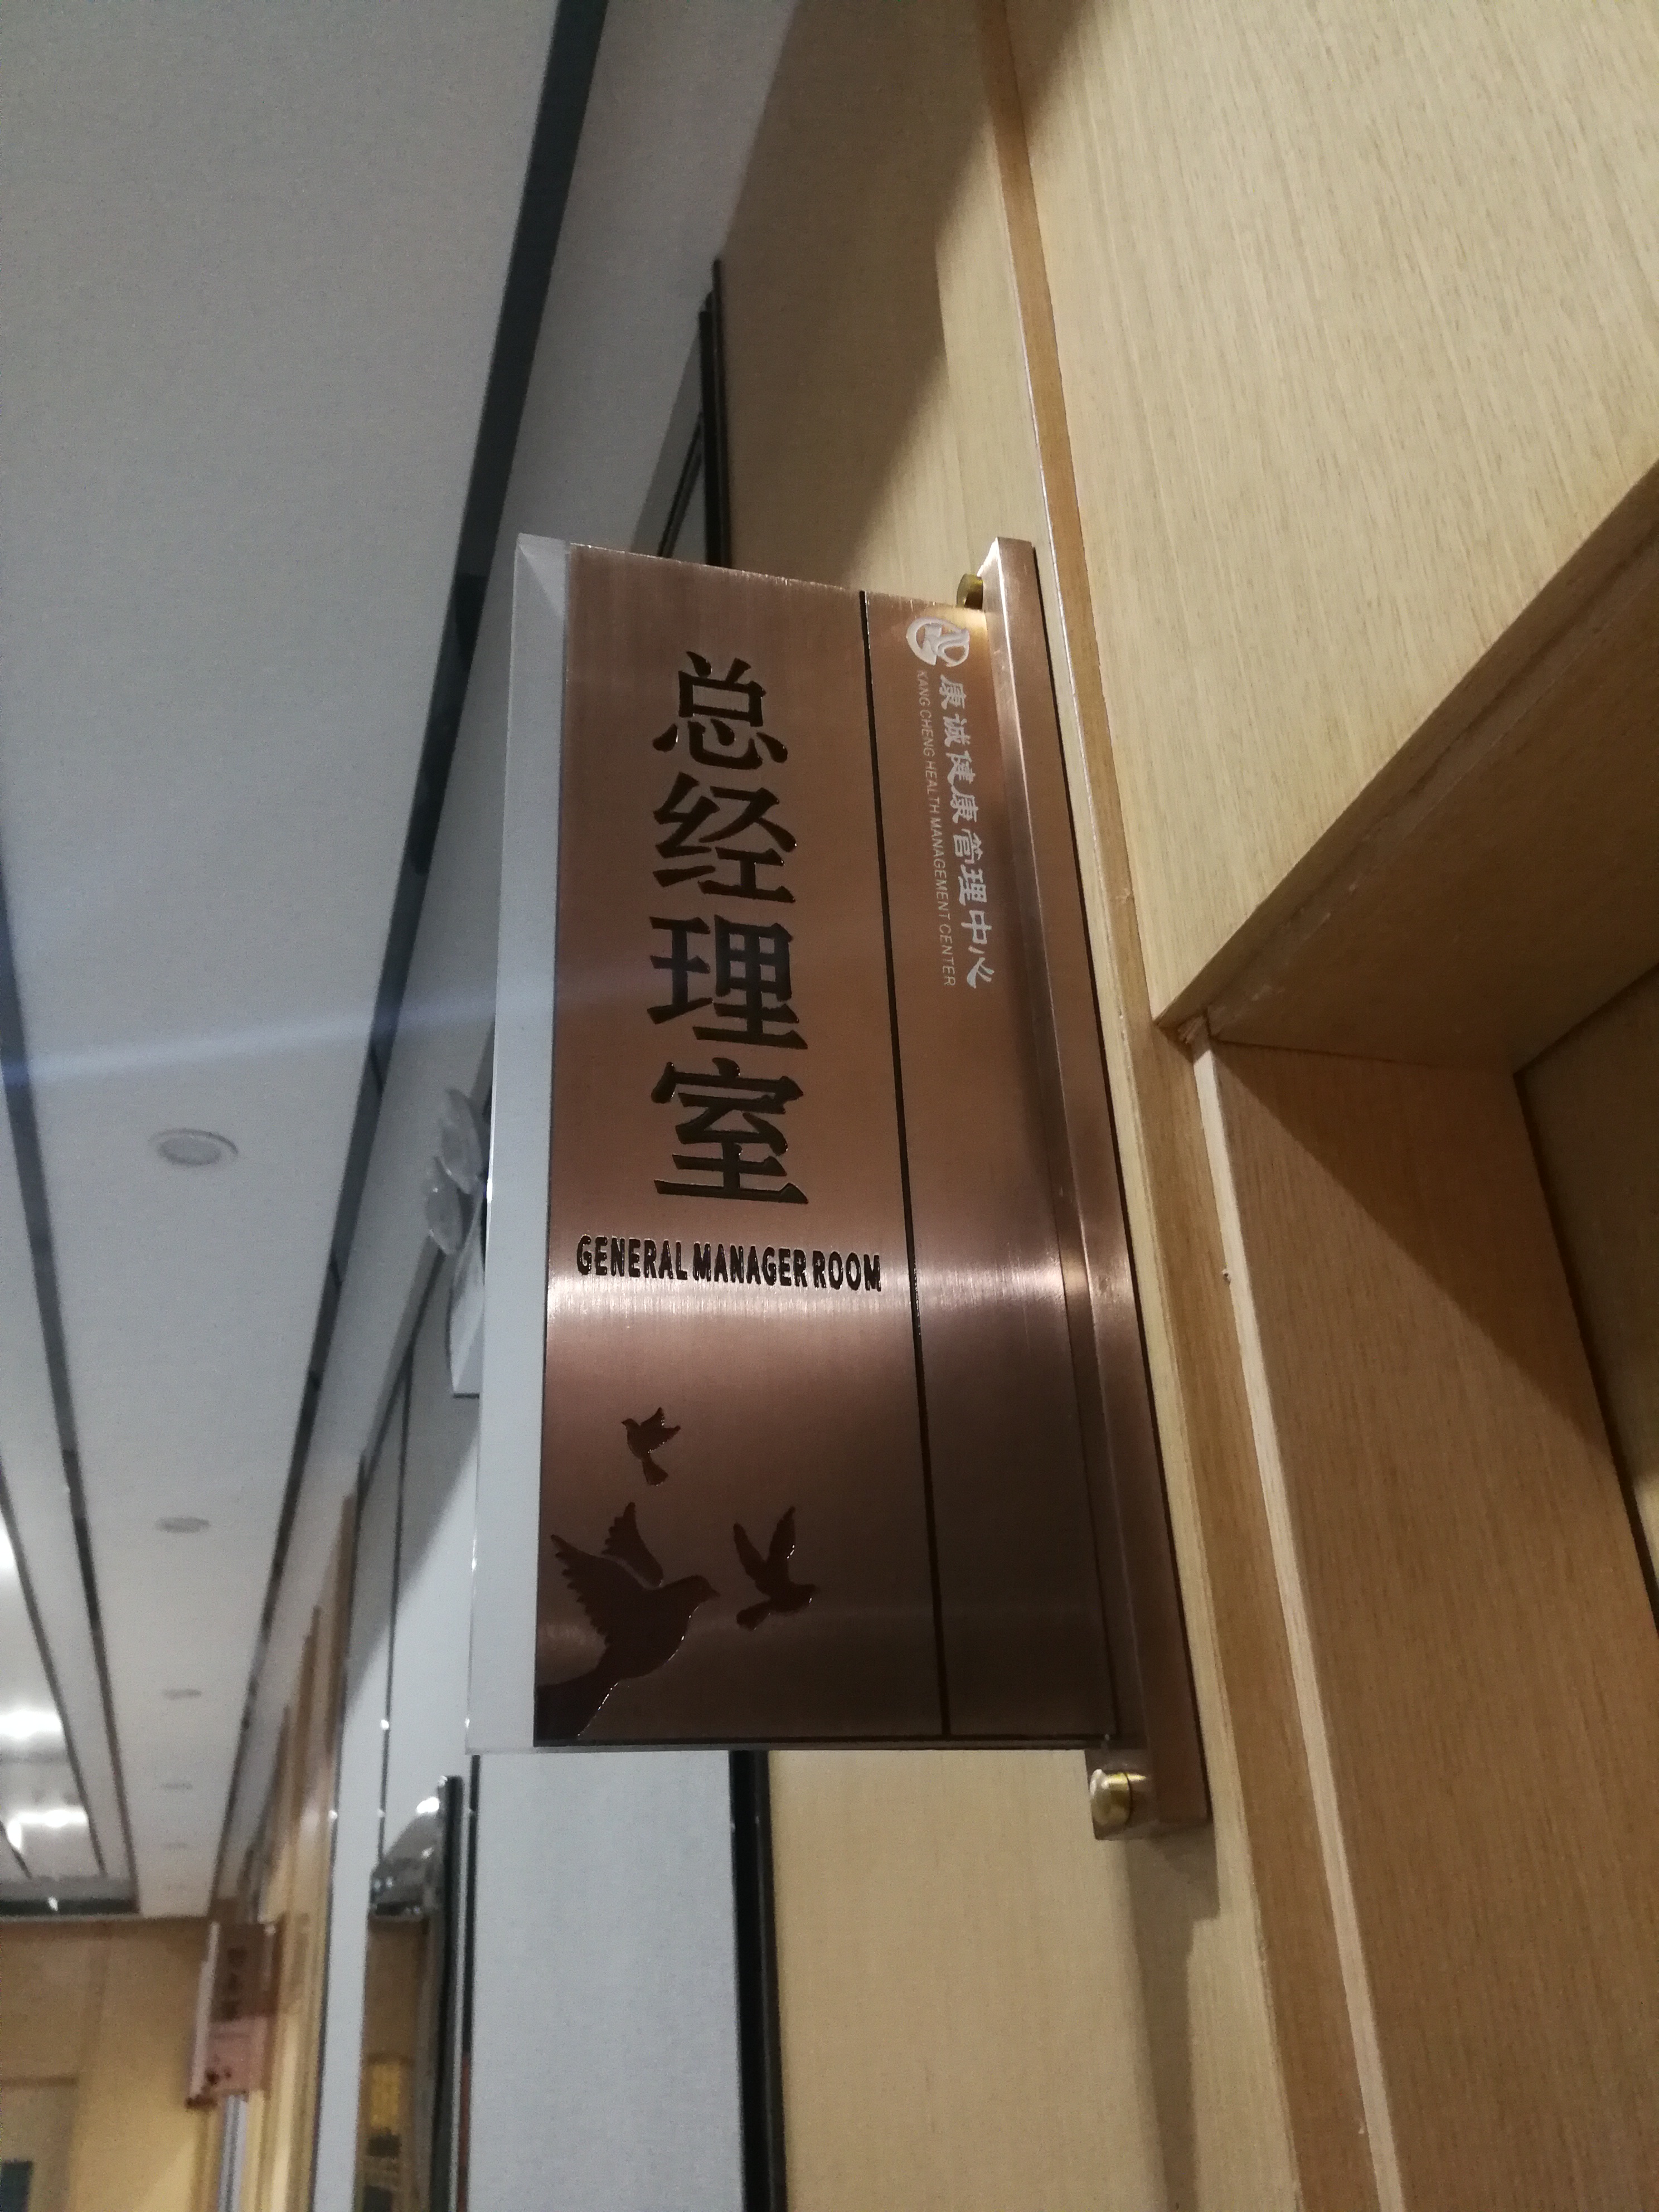 康诚健康管理中心
KANG CHENG HEALTH MANAGEMENT CENTER
总经理室
GENERAL MANAGER ROOM